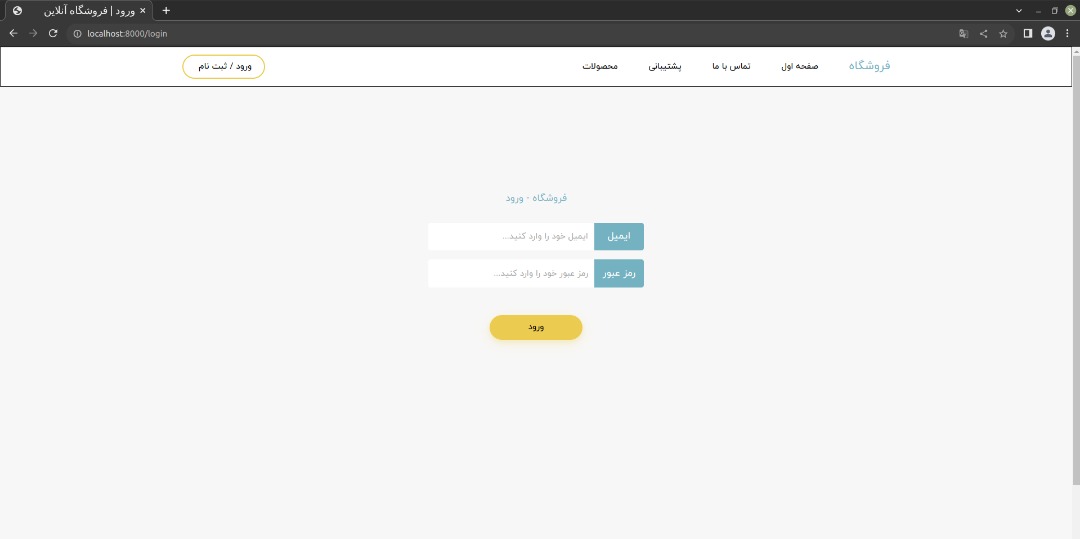 ورود | فروشگاه آنلاین
localhost:8000/login
فروشگاه
صفحه اول
تماس با ما
پشتیبانی
محصولات
ورود / ثبت نام
فروشگاه - ورود
ایمیل
ایمیل خود را وارد کنید...
رمز عبور
رمز عبور خود را وارد کنید...
ورود